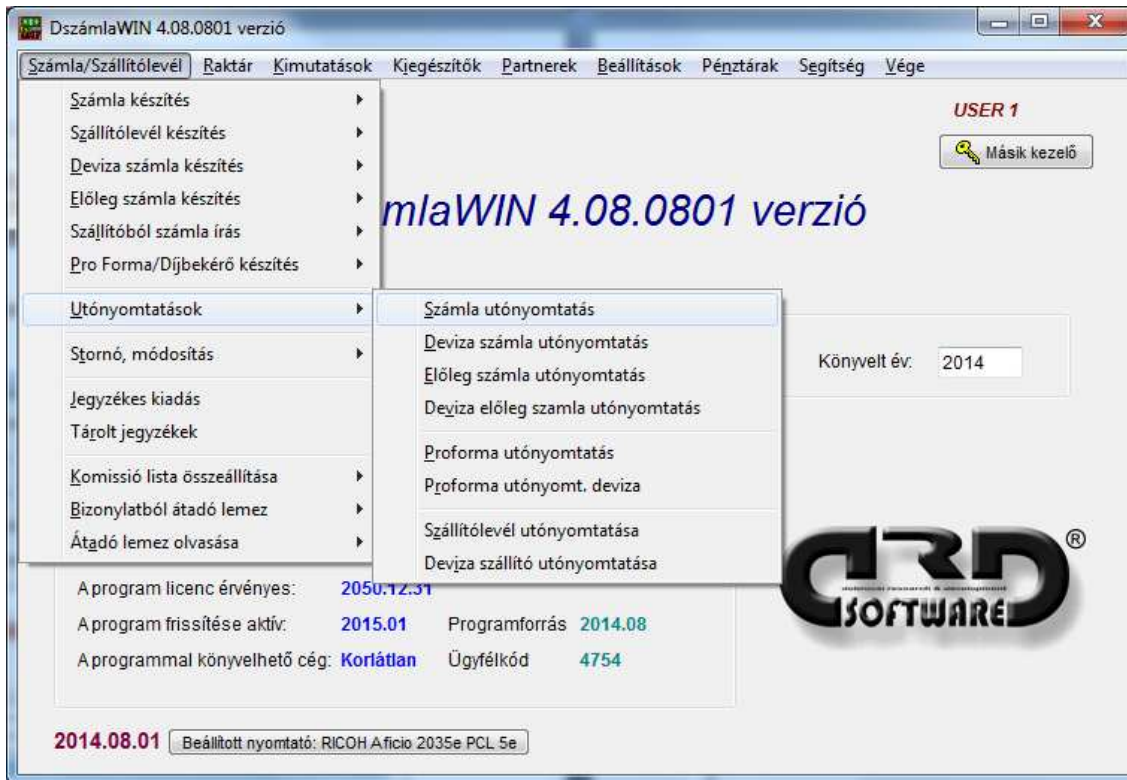 DszámlaWIN 4.08.0801 verzió
Számla/Szállítólevél Raktár Kimutatások Kiegészítők Partnerek Beállítások Pénztárak Segítség Vége
Számla készítés
Szállítólevél készítés
Deviza számla készítés
Előleg számla készítés
Szállítóból számla írás
Pro Forma/Díjbekérő készítés
Utónyomtatások
Stornó, módosítás
Jegyzékes kiadás
Tárolt jegyzékek
Komissió lista összeállítása
Bizonylatból átadó lemez
Átadó lemez olvasása
USER 1
Másik kezelő
mlaWIN 4.08.0801 verzió
Számla utónyomtatás
Deviza számla utónyomtatás
Előleg számla utónyomtatás
Deviza előleg szamla utónyomtatás
Proforma utónyomtatás
Proforma utónyomt. deviza
Szállítólevél utónyomtatása
Deviza szállító utónyomtatása
Könyvelt év: 2014
DRD ®
SOFTWARE
A program licenc érvényes: 2050.12.31
A program frissítése aktív: 2015.01 Programforrás 2014.08
A programmal könyvelhető cég: Korlátlan Ügyfélkód 4754
2014.08.01 Beállított nyomtató: RICOH Aficio 2035e PCL 5e